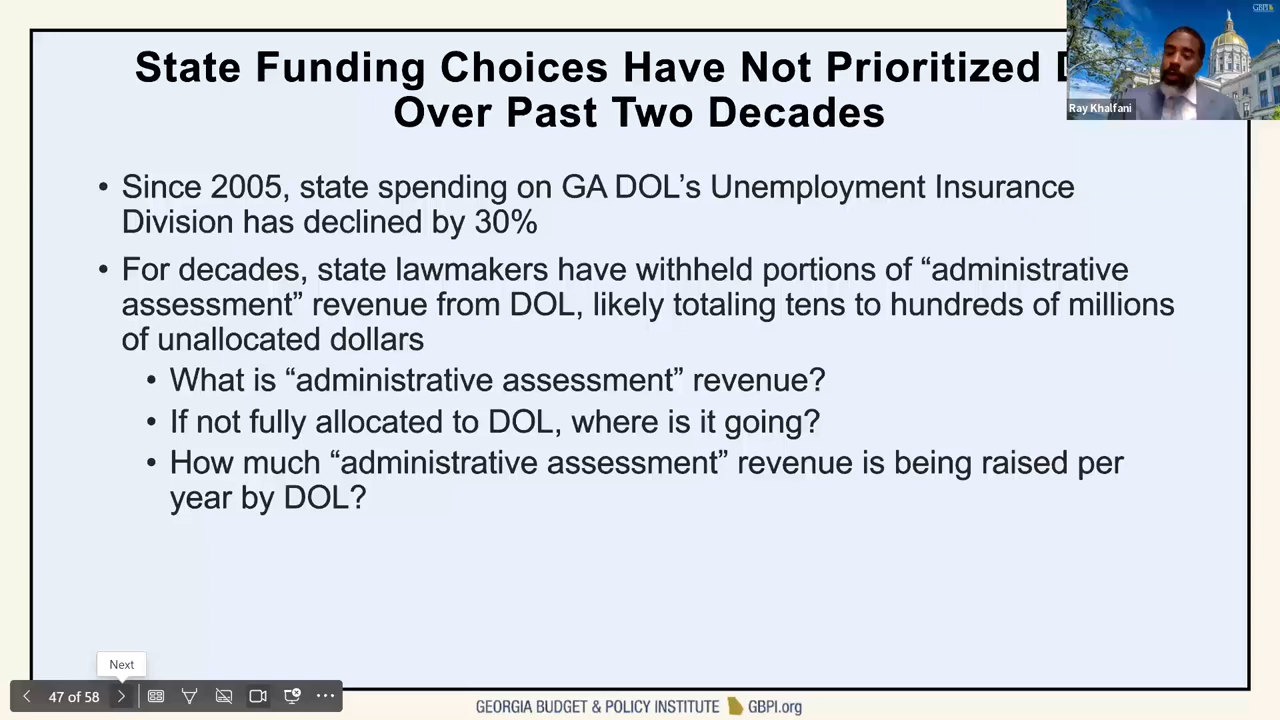 State Funding Choices Have Not Prioritized
Over Past Two Decades
• Since 2005, state spending on GA DOL’s Unemployment Insurance
Division has declined by 30%
• For decades, state lawmakers have withheld portions of “administrative
assessment” revenue from DOL, likely totaling tens to hundreds of millions
of unallocated dollars
• What is “administrative assessment” revenue?
• If not fully allocated to DOL, where is it going?
• How much “administrative assessment” revenue is being raised per
year by DOL?
GBPI
Ray Khalfani
Next
47 of 58
GEORGIA BUDGET & POLICY INSTITUTE GBPI.org